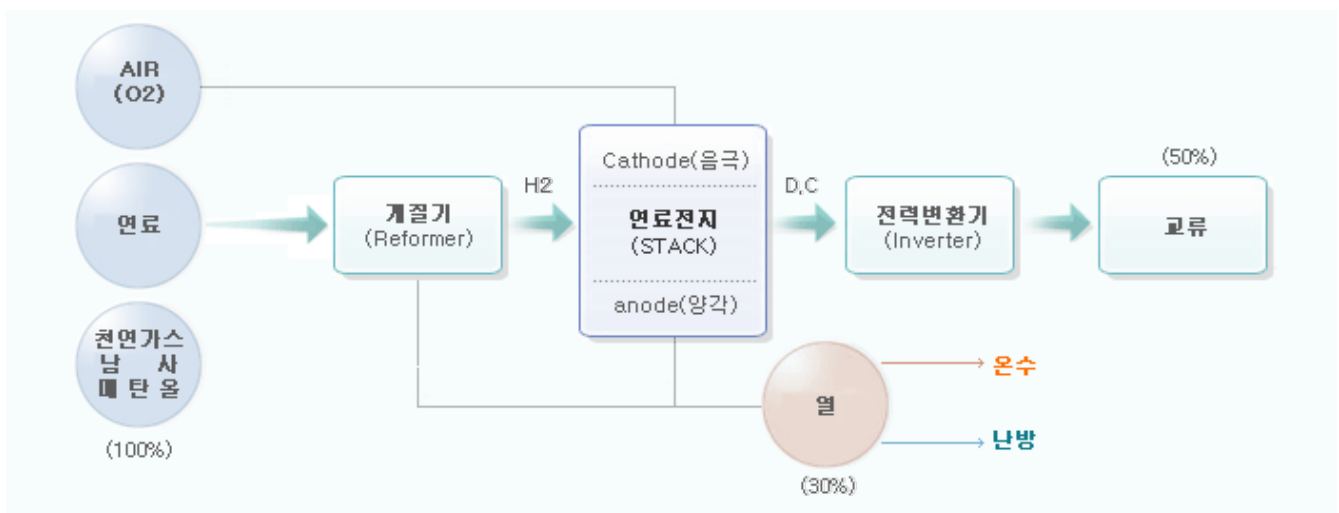 AIR
(O2)
연료
천연가스
남 사
메 탄 올
(100%)
개질기
(Reformer)
H2
Cathode(음극)
연료전지
(STACK)
anode(양각)
D,C
전력변환기
(Inverter)
(50%)
교류
열
(30%)
온수
난방